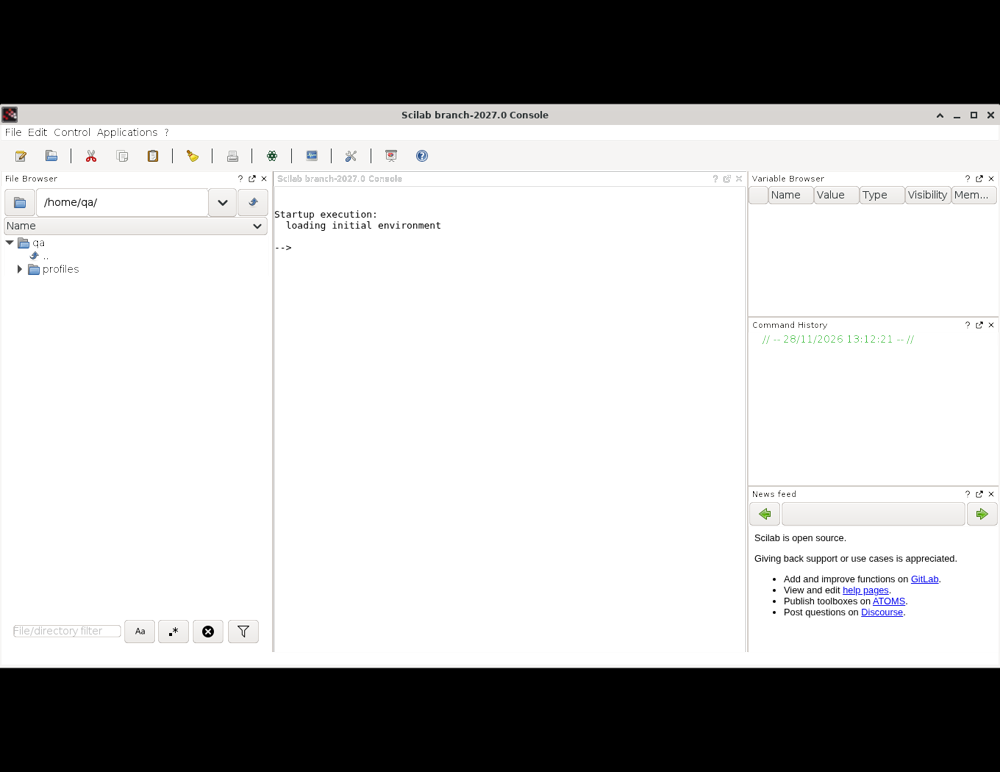 Scilab branch-2027.0 Console
File Edit Control Applications ?
File Browser ?
/home/qa/
Name
qa
..
profiles
File/directory filter
Aa
.*
Scilab branch-2027.0 Console ?
Startup execution:
loading initial environment
-->
Variable Browser ?
Name Value Type Visibility Mem...
Command History ?
// -- 28/11/2026 13:12:21 -- //
News feed ?
Scilab is open source.
Giving back support or use cases is appreciated.
• Add and improve functions on GitLab.
• View and edit help pages.
• Publish toolboxes on ATOMS.
• Post questions on Discourse.